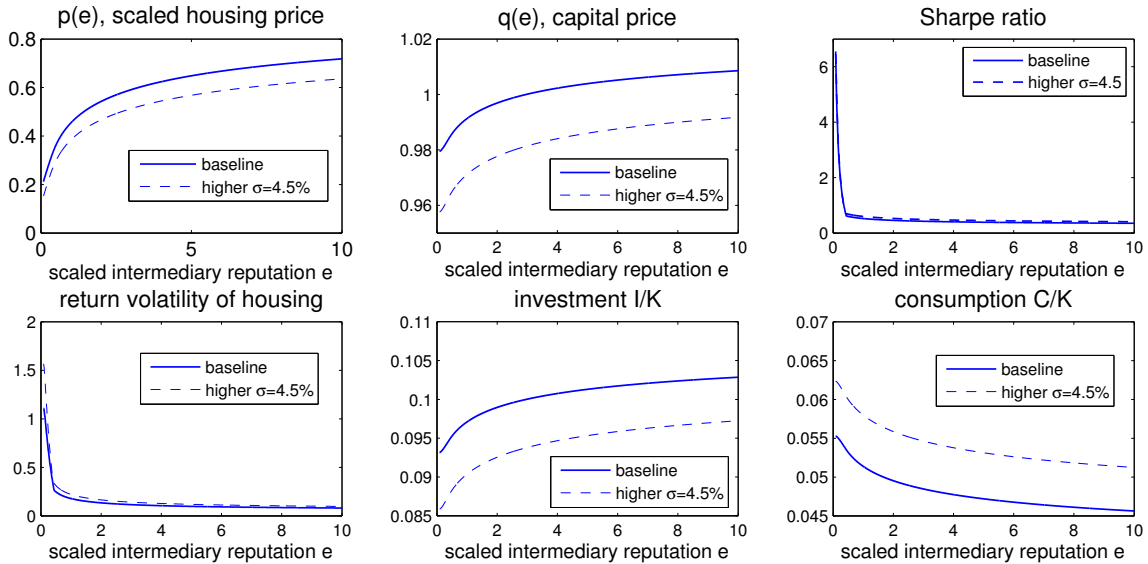 p(e), scaled housing price
0.8
0.6
0.4
0.2
0
0 5 10
baseline
higher σ=4.5%
scaled intermediary reputation e
q(e), capital price
1.02
1
0.98
0.96
0 2 4 6 8 10
baseline
higher σ=4.5%
scaled intermediary reputation e
Sharpe ratio
6
4
2
0
0 2 4 6 8 10
baseline
higher σ=4.5
scaled intermediary reputation e
return volatility of housing
2
1.5
1
0.5
0
0 2 4 6 8 10
baseline
higher σ=4.5%
scaled intermediary reputation e
investment I/K
0.11
0.105
0.1
0.095
0.09
0.085
0 2 4 6 8 10
baseline
higher σ=4.5%
scaled intermediary reputation e
consumption C/K
0.07
0.065
0.06
0.055
0.05
0.045
0 2 4 6 8 10
baseline
higher σ=4.5%
scaled intermediary reputation e